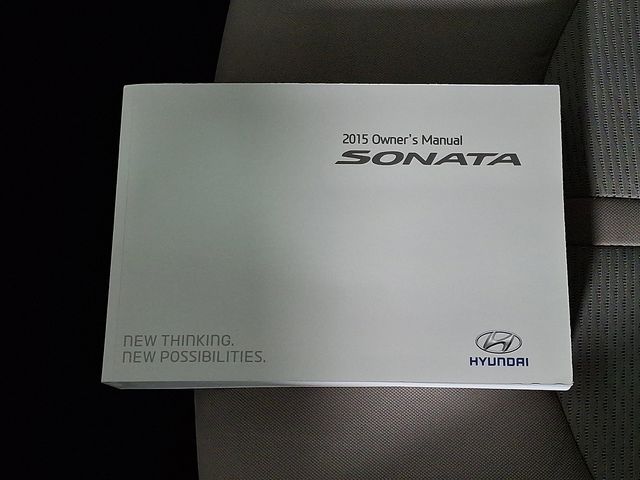 2015 Owner's Manual
SONATA
NEW THINKING.
NEW POSSIBILITIES.
HYUNDAI